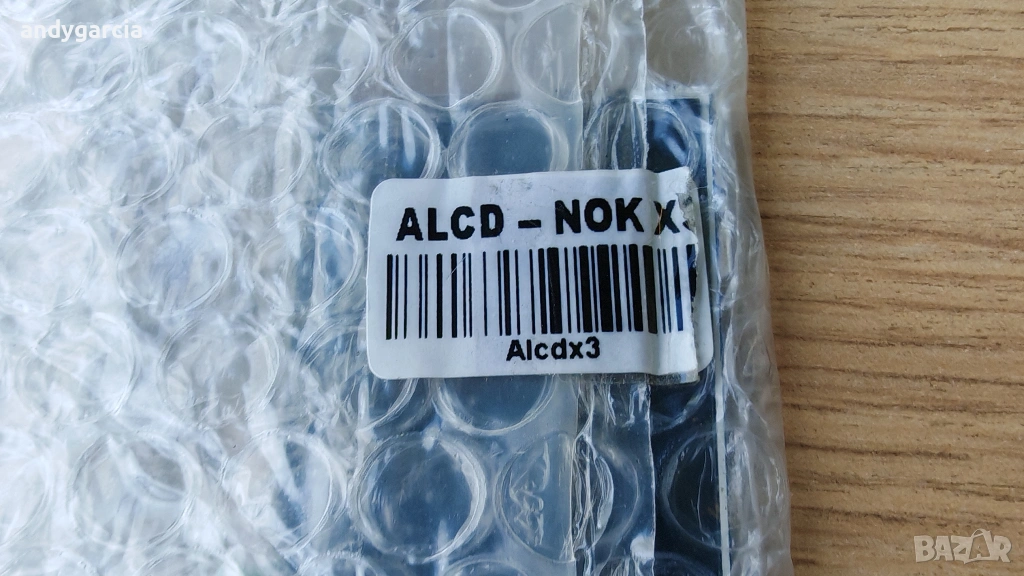 andygarcia
ALCD - NOK X
Alcdx3
BAZAR